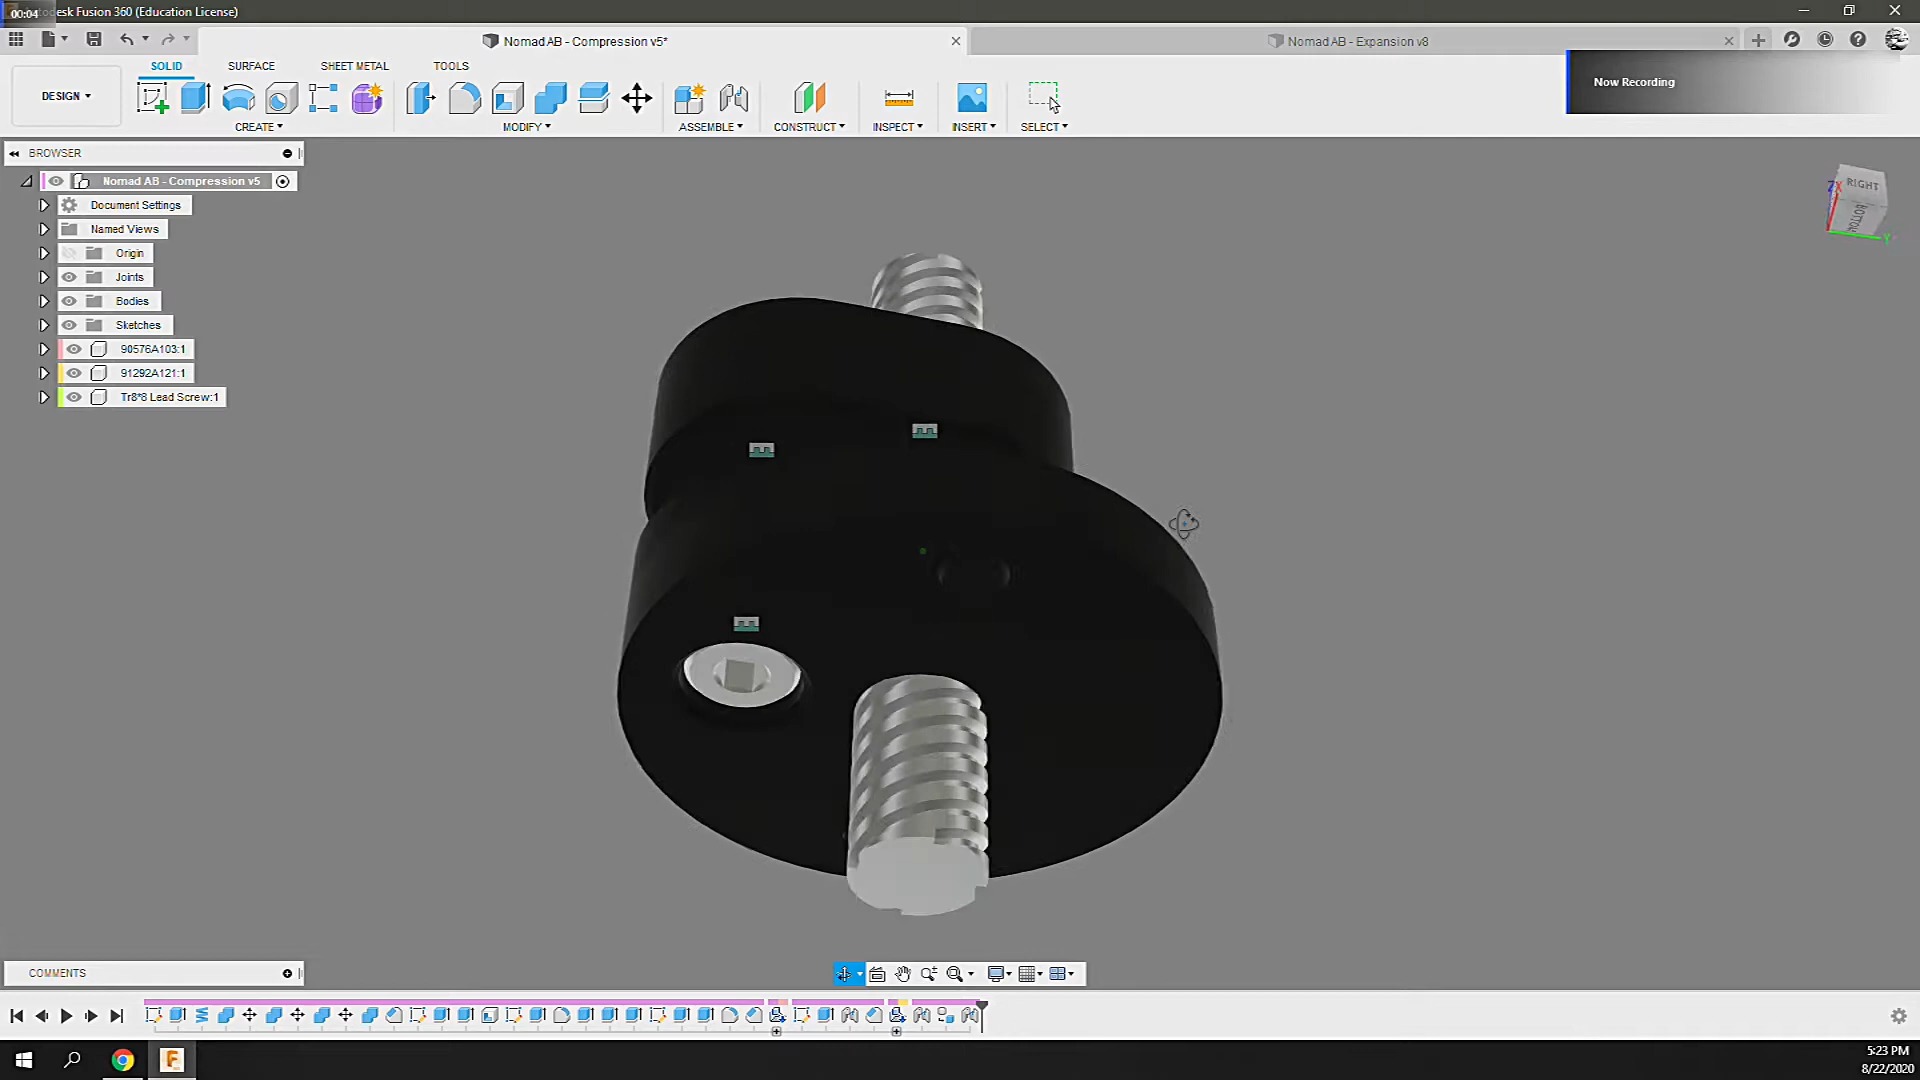 00:04
desk Fusion 360 (Education License)
Nomad AB - Compression v5*
Nomad AB - Expansion v8
Now Recording
DESIGN
SOLID
SURFACE
SHEET METAL
TOOLS
CREATE
MODIFY
ASSEMBLE
CONSTRUCT
INSPECT
INSERT
SELECT
BROWSER
Nomad AB - Compression v5
Document Settings
Named Views
Origin
Joints
Bodies
Sketches
90576A103:1
91292A121:1
Tr8*8 Lead Screw:1
RIGHT
BOTTOM
Z
X
Y
COMMENTS
5:23 PM
8/22/2020